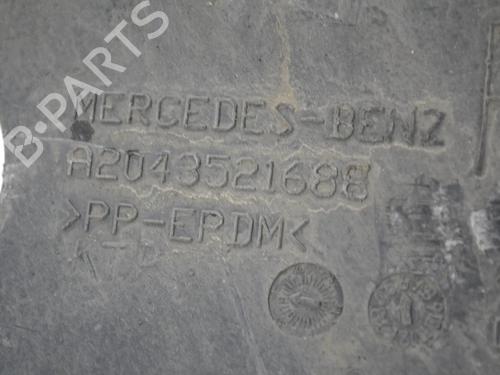 B-PARTS
MERCEDES-BENZ
A2043521688
>PP-EPDM<